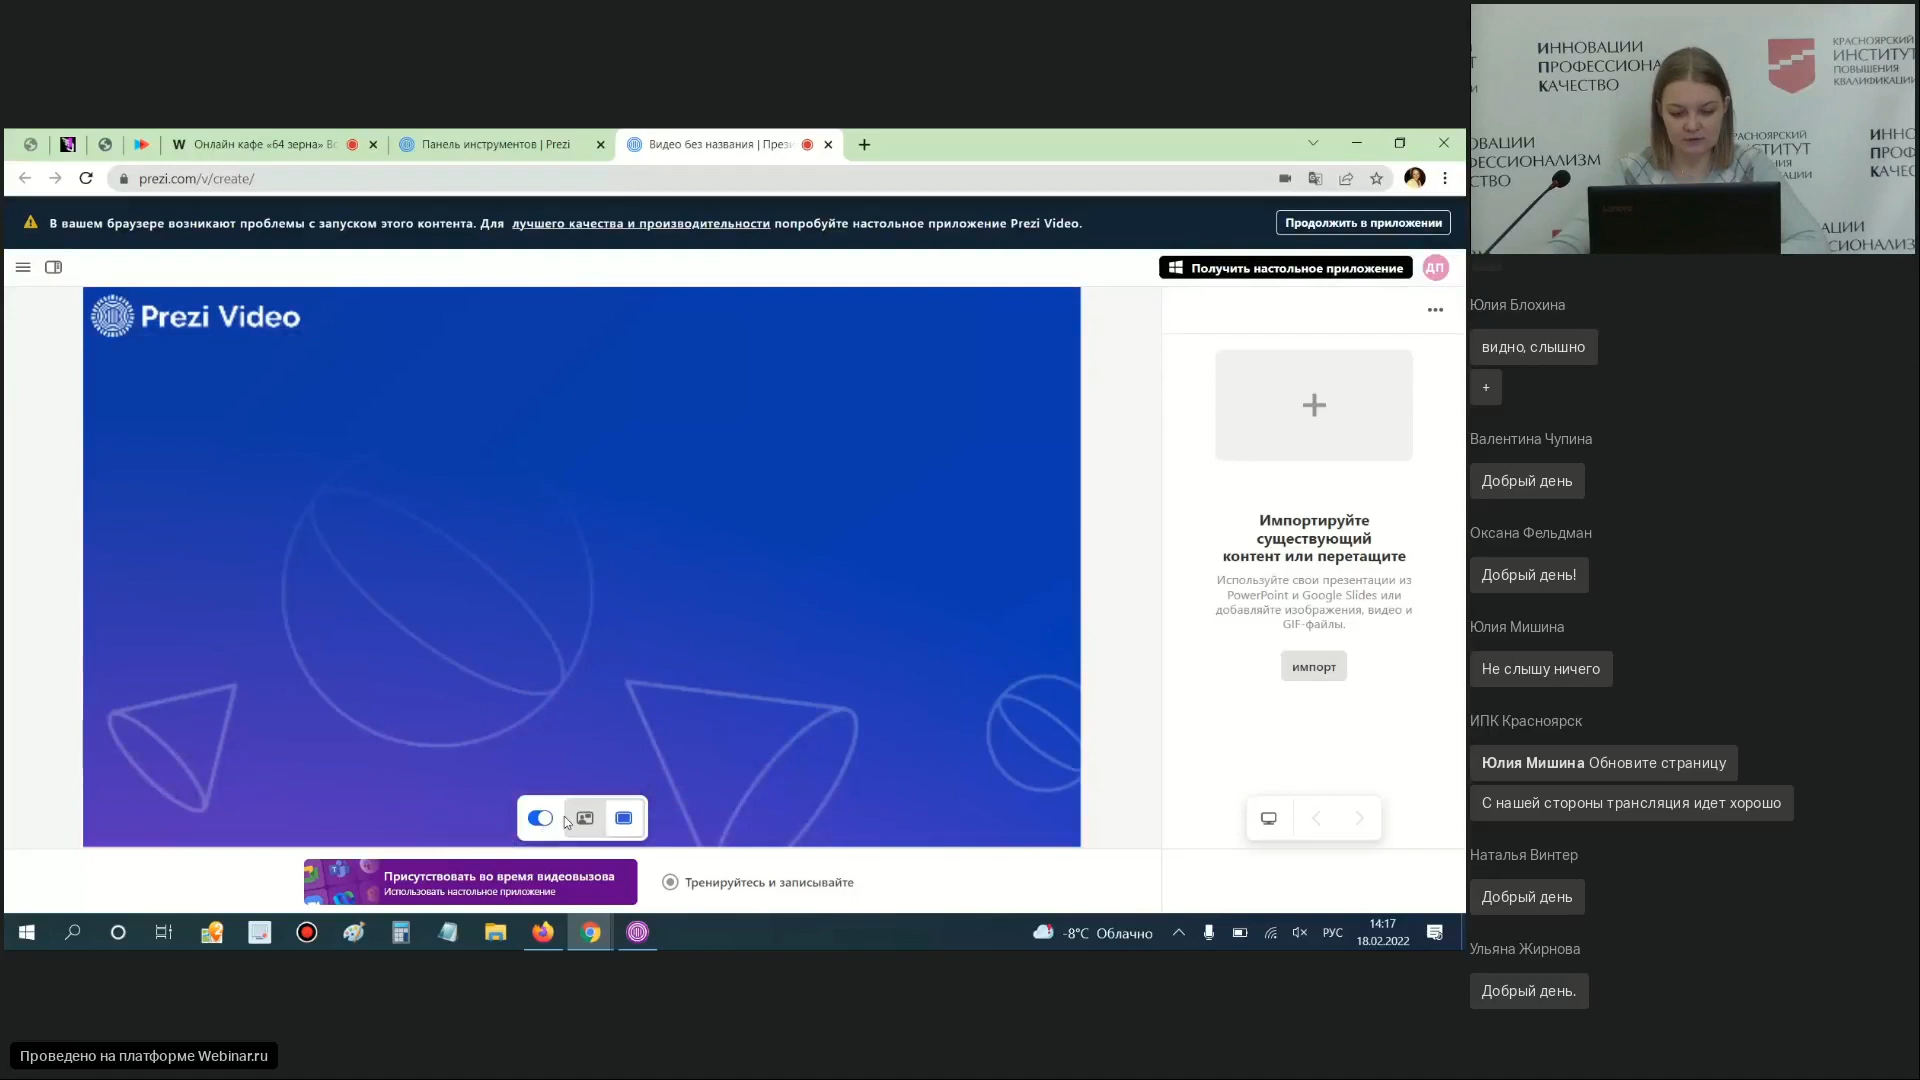 Онлайн кафе «64 зерна»
Панель инструментов | Prezi
Видео без названия | Прези
prezi.com/v/create/
В вашем браузере возникают проблемы с запуском этого контента. Для лучшего качества и производительности попробуйте настольное приложение Prezi Video.
Продолжить в приложении
Получить настольное приложение
ДП
Prezi Video
Импортируйте
существующий
контент или перетащите
Используйте свои презентации из
PowerPoint и Google Slides или
добавляйте изображения, видео и
GIF-файлы.
импорт
Присутствовать во время видеовызова
Использовать настольное приложение
Тренируйтесь и записывайте
-8°C Облачно
РУС
14:17
18.02.2022
ИННОВАЦИИ
ПРОФЕССИОНА
КАЧЕСТВО
КРАСНОЯРСКИЙ
ИНСТИТУТ
ПОВЫШЕНИЯ
КВАЛИФИКАЦИИ
ОВАЦИИ
ФЕССИОНАЛИЗМ
СТВО
Юлия Блохина
видно, слышно
+
Валентина Чупина
Добрый день
Оксана Фельдман
Добрый день!
Юлия Мишина
Не слышу ничего
ИПК Красноярск
Юлия Мишина Обновите страницу
С нашей стороны трансляция идет хорошо
Наталья Винтер
Добрый день
Ульяна Жирнова
Добрый день.
Проведено на платформе Webinar.ru